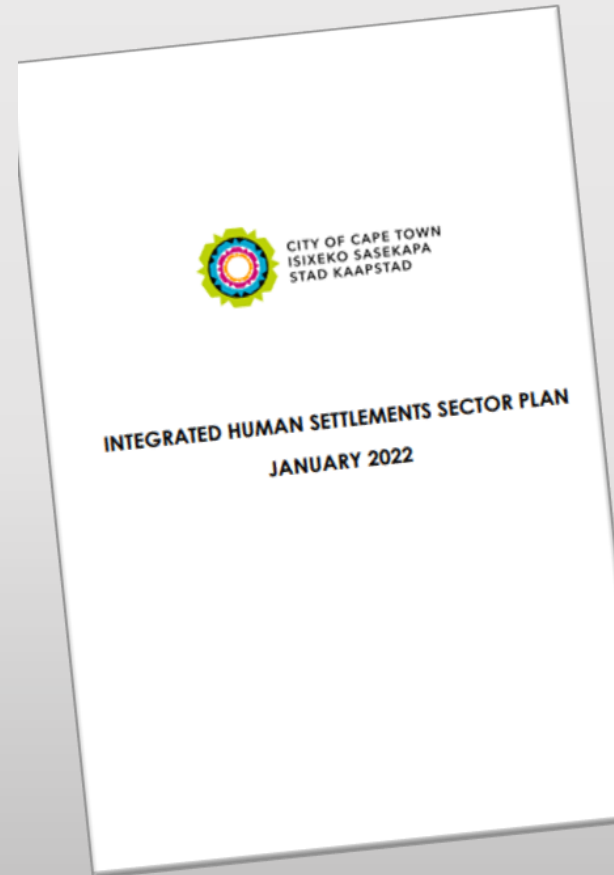 CITY OF CAPE TOWN
ISIXEKO SASEKAPA
STAD KAAPSTAD
INTEGRATED HUMAN SETTLEMENTS SECTOR PLAN
JANUARY 2022